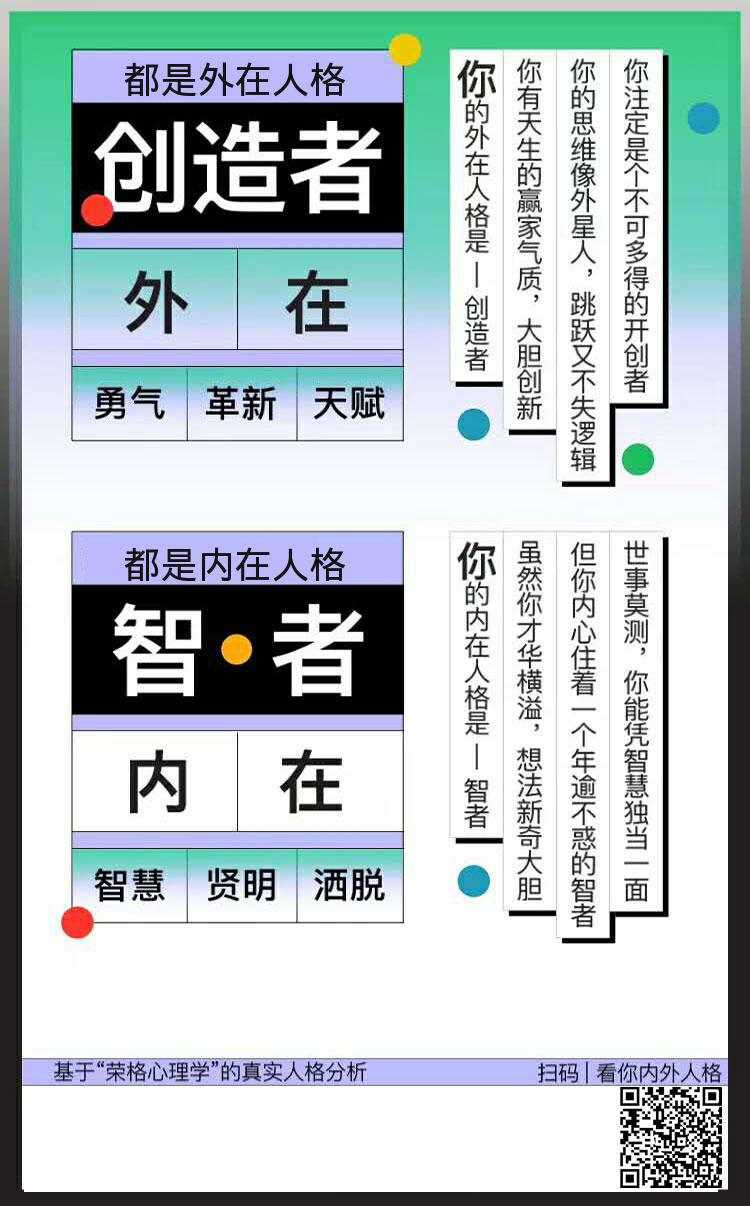 都是外在人格
创造者
外在
勇气 革新 天赋
你的外在人格是—创造者
你有天生的赢家气质，大胆创新
你的思维像外星人，跳跃又不失逻辑
你注定是个不可多得的开创者
都是内在人格
智•者
内在
智慧 贤明 洒脱
你的内在人格是—智者
虽然你才华横溢，想法新奇大胆
但你内心住着一个年逾不惑的智者
世事莫测，你能凭智慧独当一面
基于“荣格心理学”的真实人格分析
扫码 | 看你内外人格